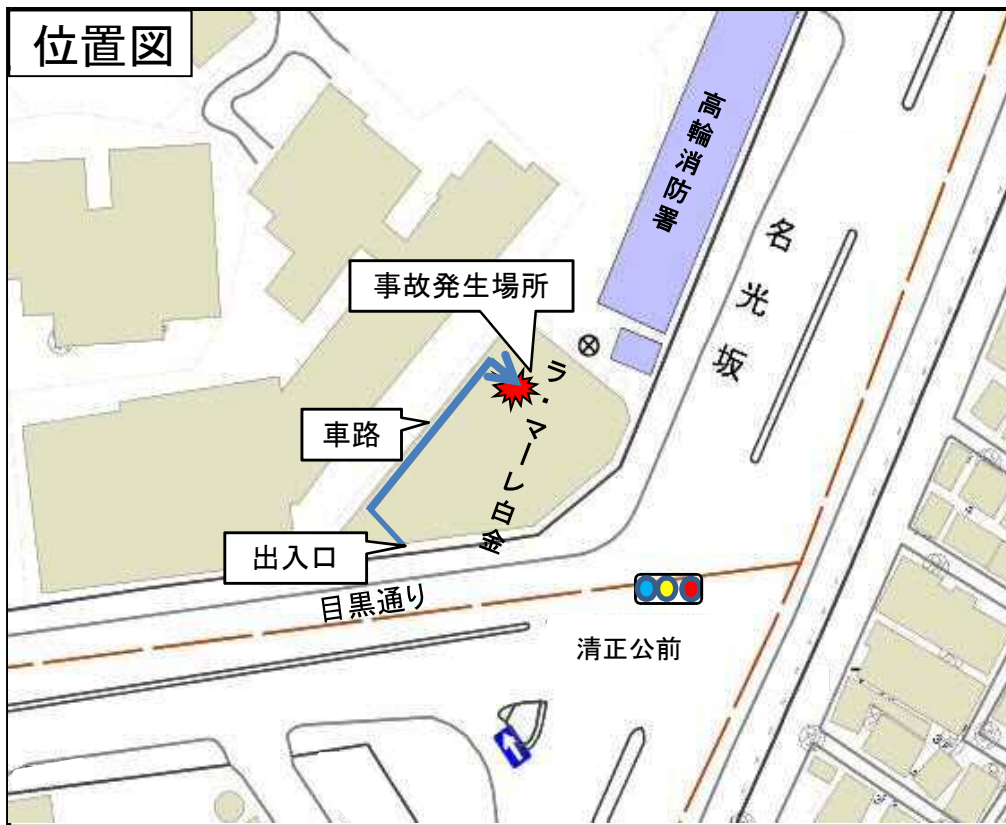 位置図
高輪消防署
名光坂
事故発生場所
ラ・マーレ白金
車路
出入口
目黒通り
清正公前